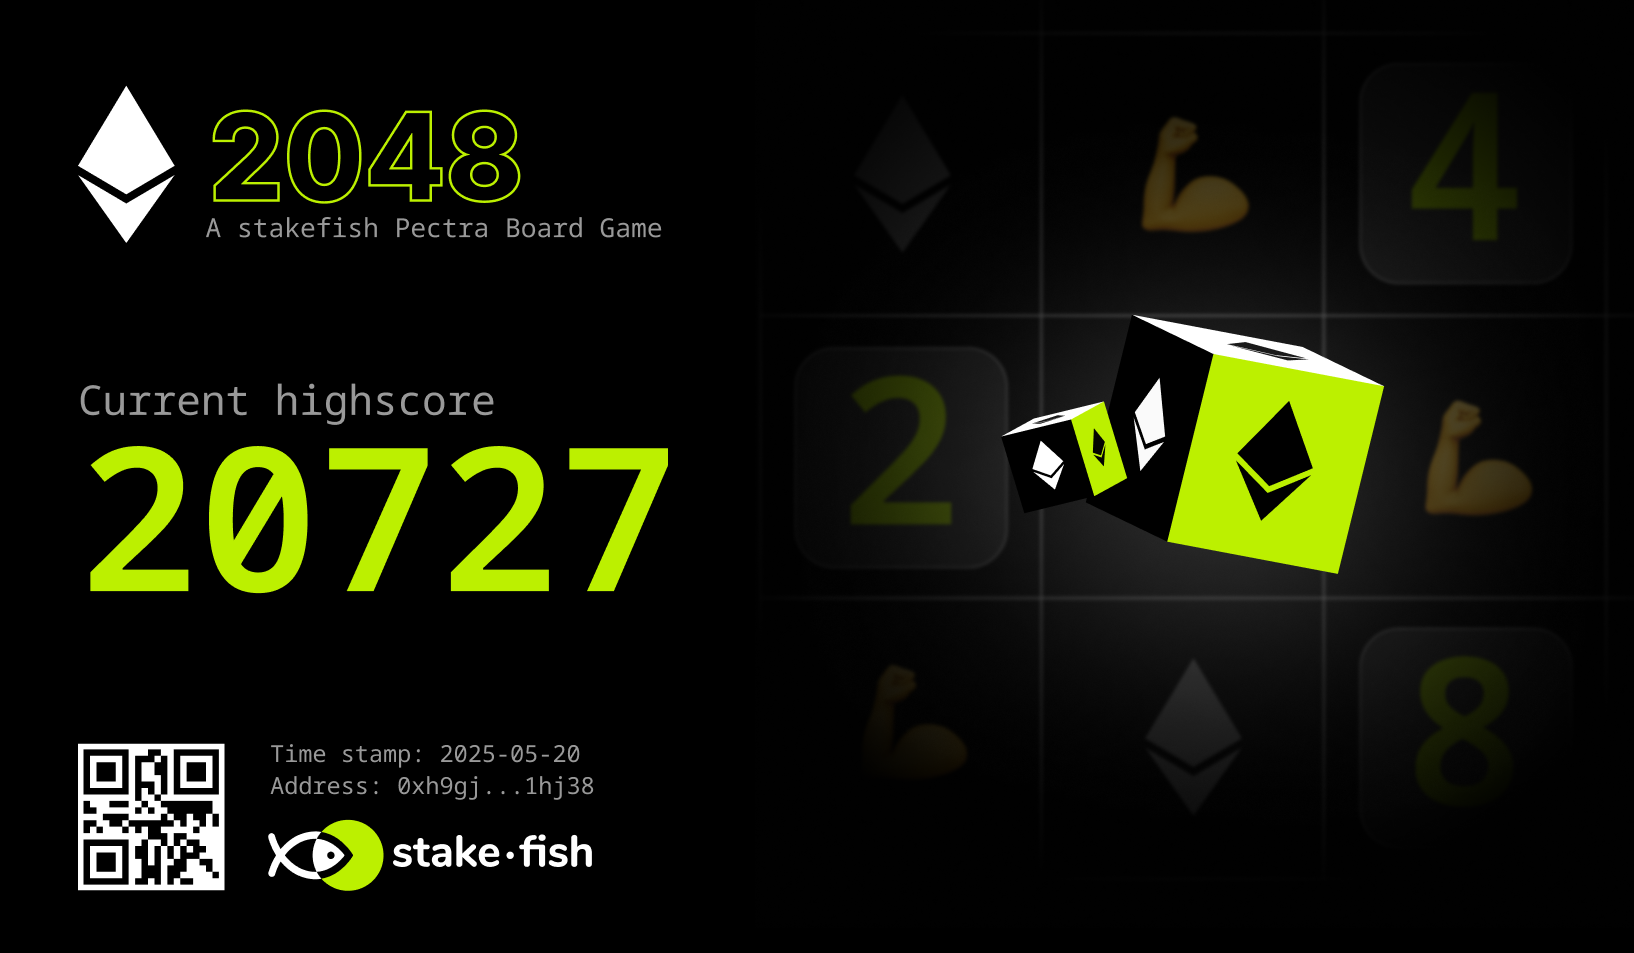 2048
A stakefish Pectra Board Game
Current highscore
20727
Time stamp: 2025-05-20
Address: 0xh9gj...1hj38
stake·fish
4
2
8